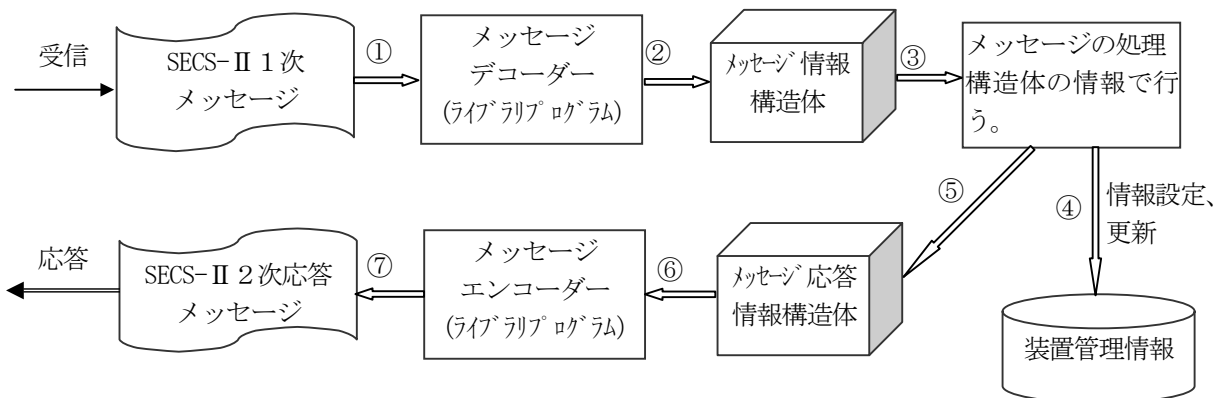 受信
SECS-Ⅱ 1次
メッセージ
①
メッセージ
デコーダー
(ライブラリプログラム)
②
メッセージ情報
構造体
③
メッセージの処理
構造体の情報で行
う。
④
情報設定、
更新
装置管理情報
⑤
メッセージ応答
情報構造体
⑥
メッセージ
エンコーダー
(ライブラリプログラム)
⑦
SECS-Ⅱ 2次応答
メッセージ
応答